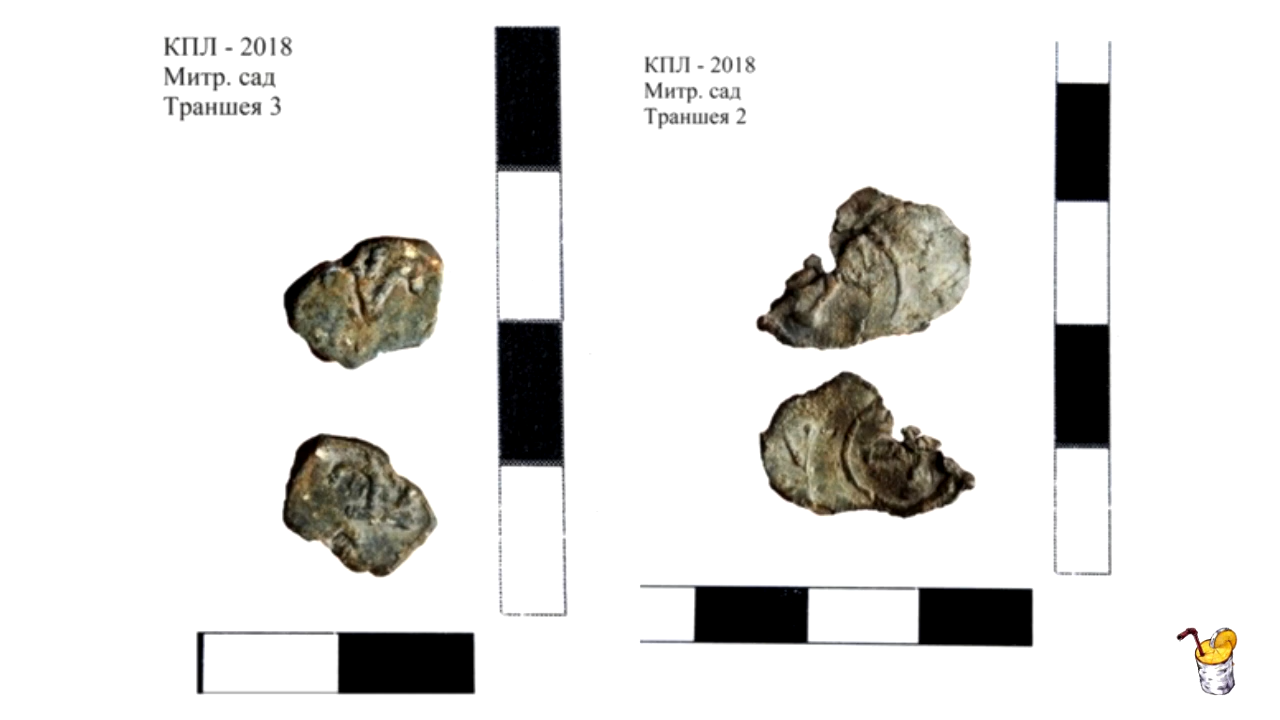 КПЛ - 2018
Митр. сад
Траншея 3
КПЛ - 2018
Митр. сад
Траншея 2